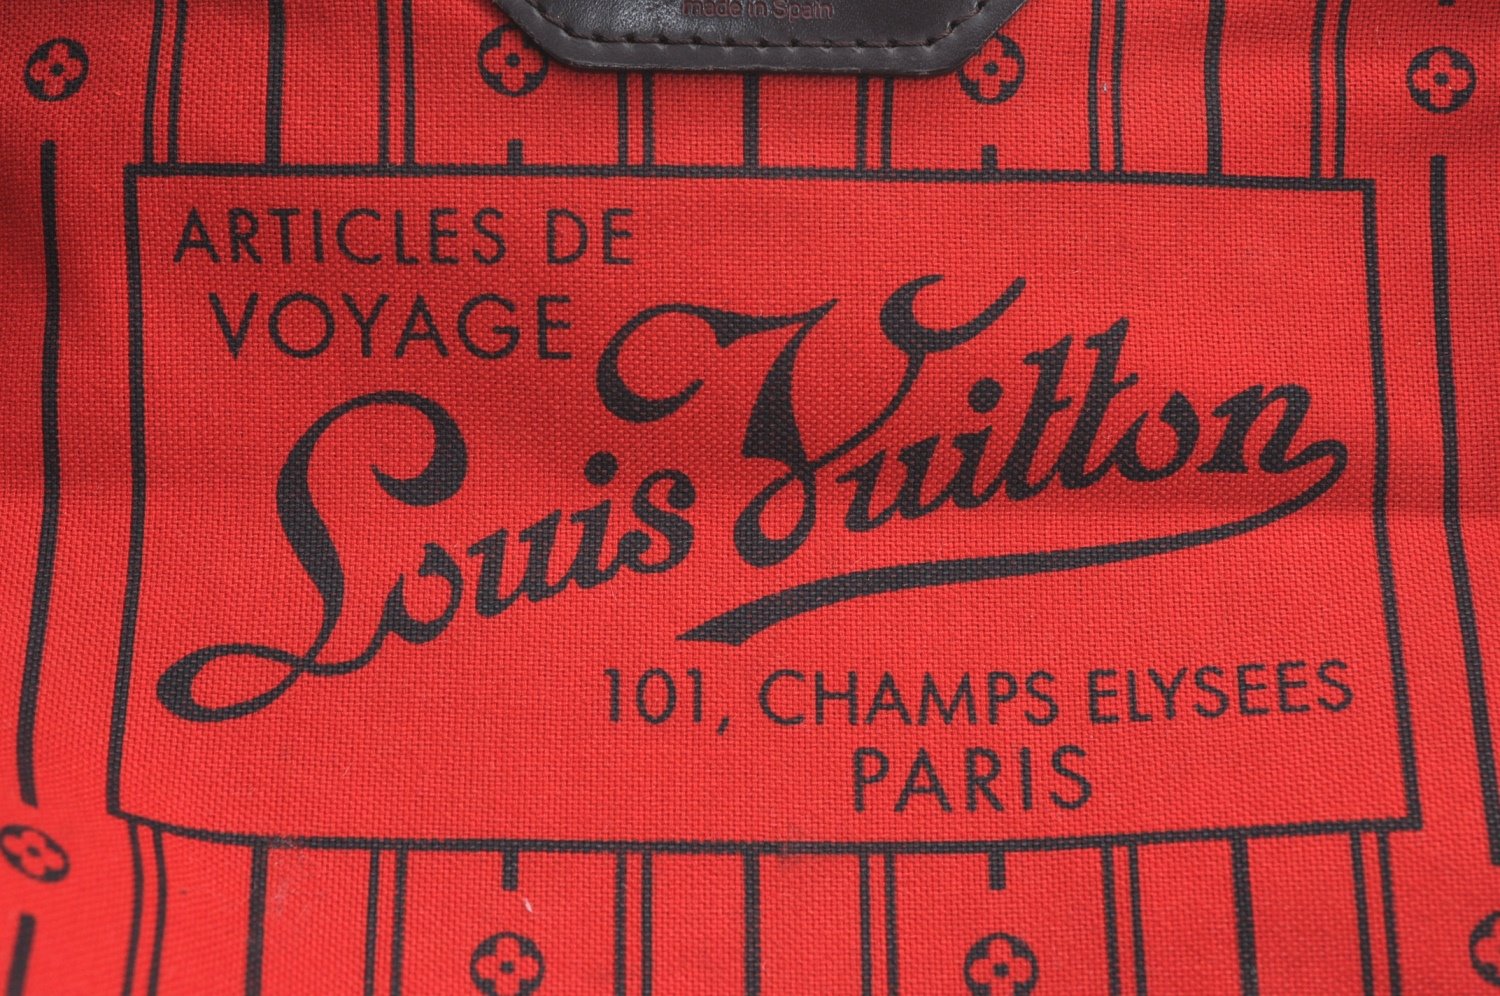 made in Spain
ARTICLES DE
VOYAGE
Louis Vuitton
101, CHAMPS ELYSEES
PARIS